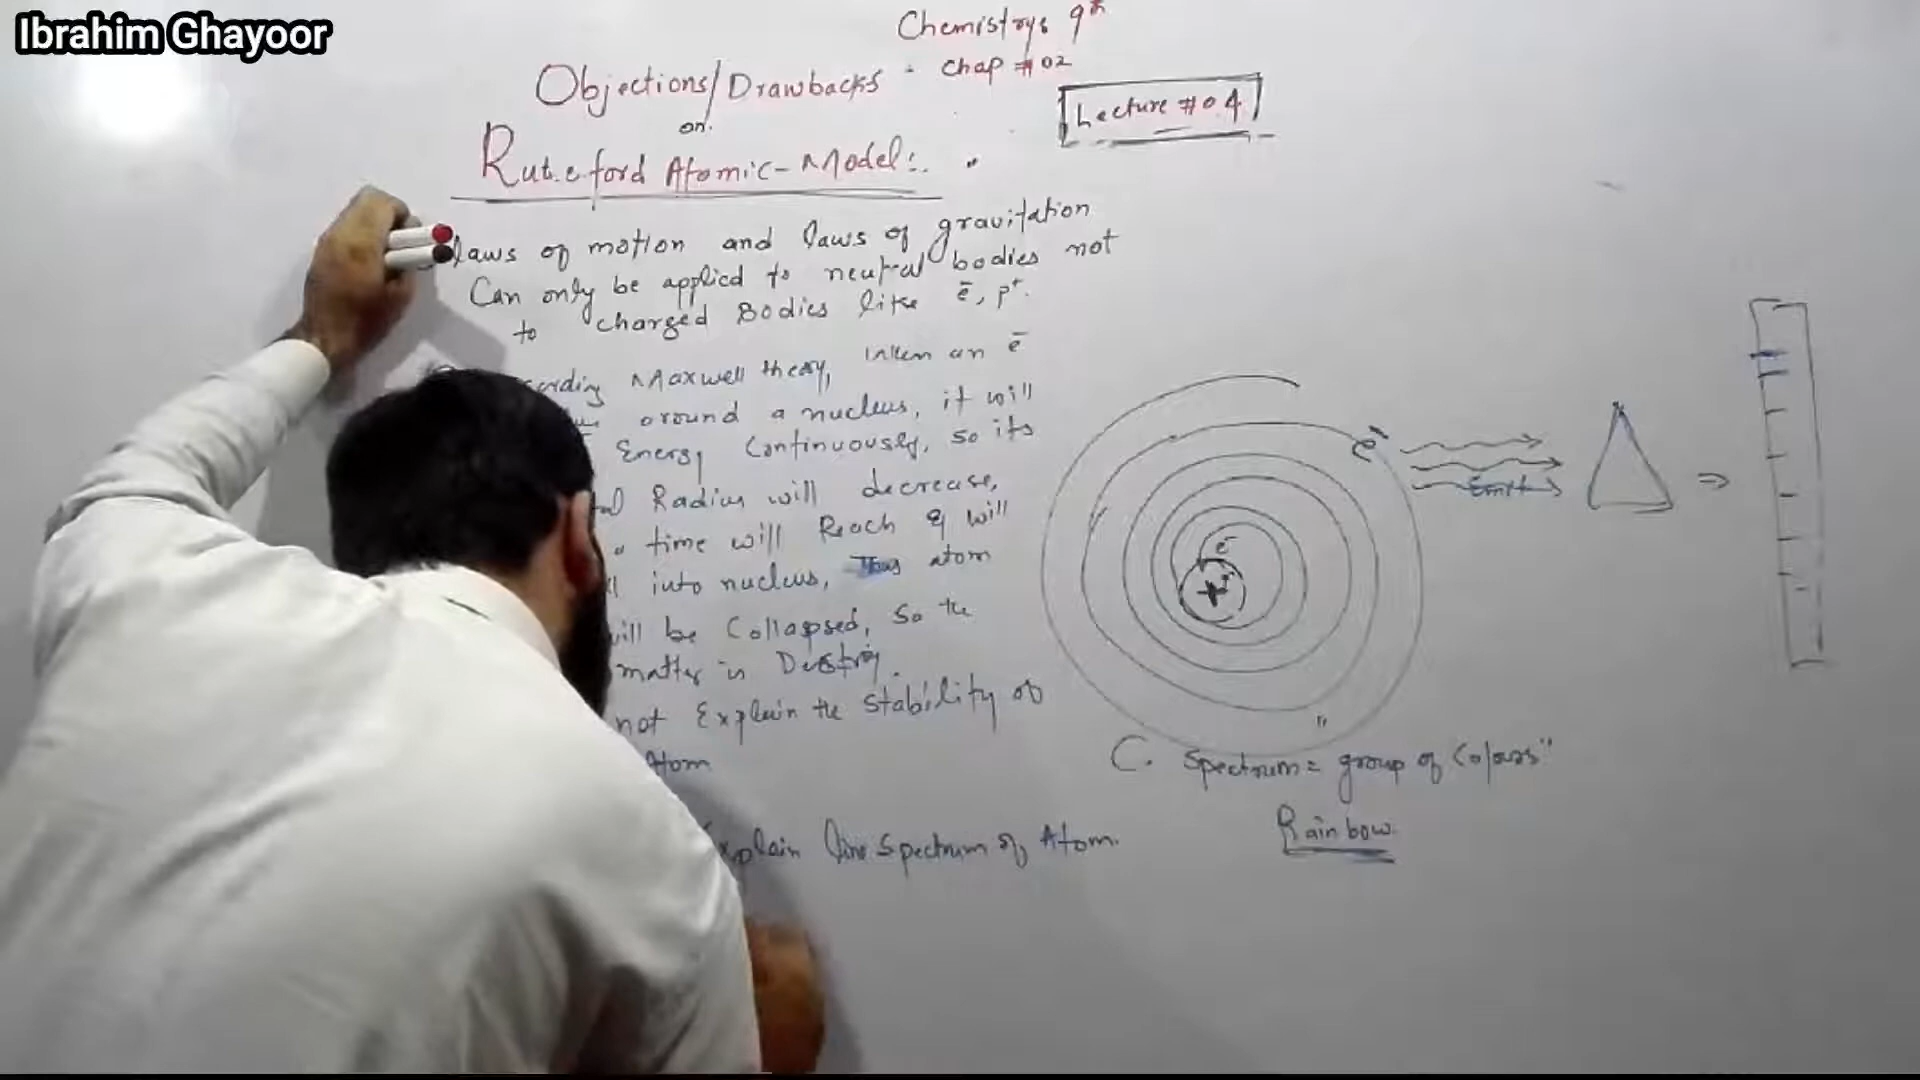 Ibrahim Ghayoor
Chemistry: 9th
Chap # 02
Objections/Drawbacks
on
Lecture # 04
Ruteford Atomic-Model:
laws of motion and laws of gravitation
Can only be applied to neutral bodies not
to charged Bodies like e⁻, p⁺.
Maxwell theory, when an e⁻
around a nucleus, it will
Energy Continuously, so its
Radius will decrease,
time will Reach & will
into nucleus, Thus atom
will be Collapsed, so the
matter is
not Explain the Stability of
Atom
Explain line Spectrum of Atom.
e⁻
Emit
e⁻
+
C. Spectrum = "group of Colours"
Rainbow